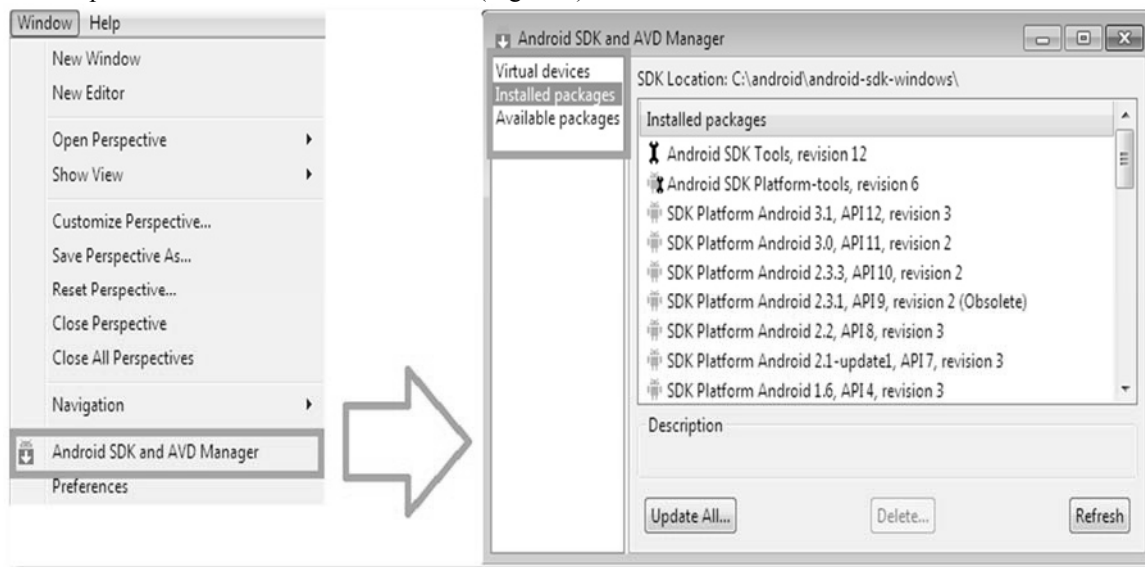 Window Help
New Window
New Editor
Open Perspective
Show View
Customize Perspective...
Save Perspective As...
Reset Perspective...
Close Perspective
Close All Perspectives
Navigation
Android SDK and AVD Manager
Preferences
Android SDK and AVD Manager
Virtual devices
Installed packages
Available packages
SDK Location: C:\android\android-sdk-windows\
Installed packages
Android SDK Tools, revision 12
Android SDK Platform-tools, revision 6
SDK Platform Android 3.1, API 12, revision 3
SDK Platform Android 3.0, API 11, revision 2
SDK Platform Android 2.3.3, API 10, revision 2
SDK Platform Android 2.3.1, API 9, revision 2 (Obsolete)
SDK Platform Android 2.2, API 8, revision 3
SDK Platform Android 2.1-update1, API 7, revision 3
SDK Platform Android 1.6, API 4, revision 3
Description
Update All...
Delete...
Refresh